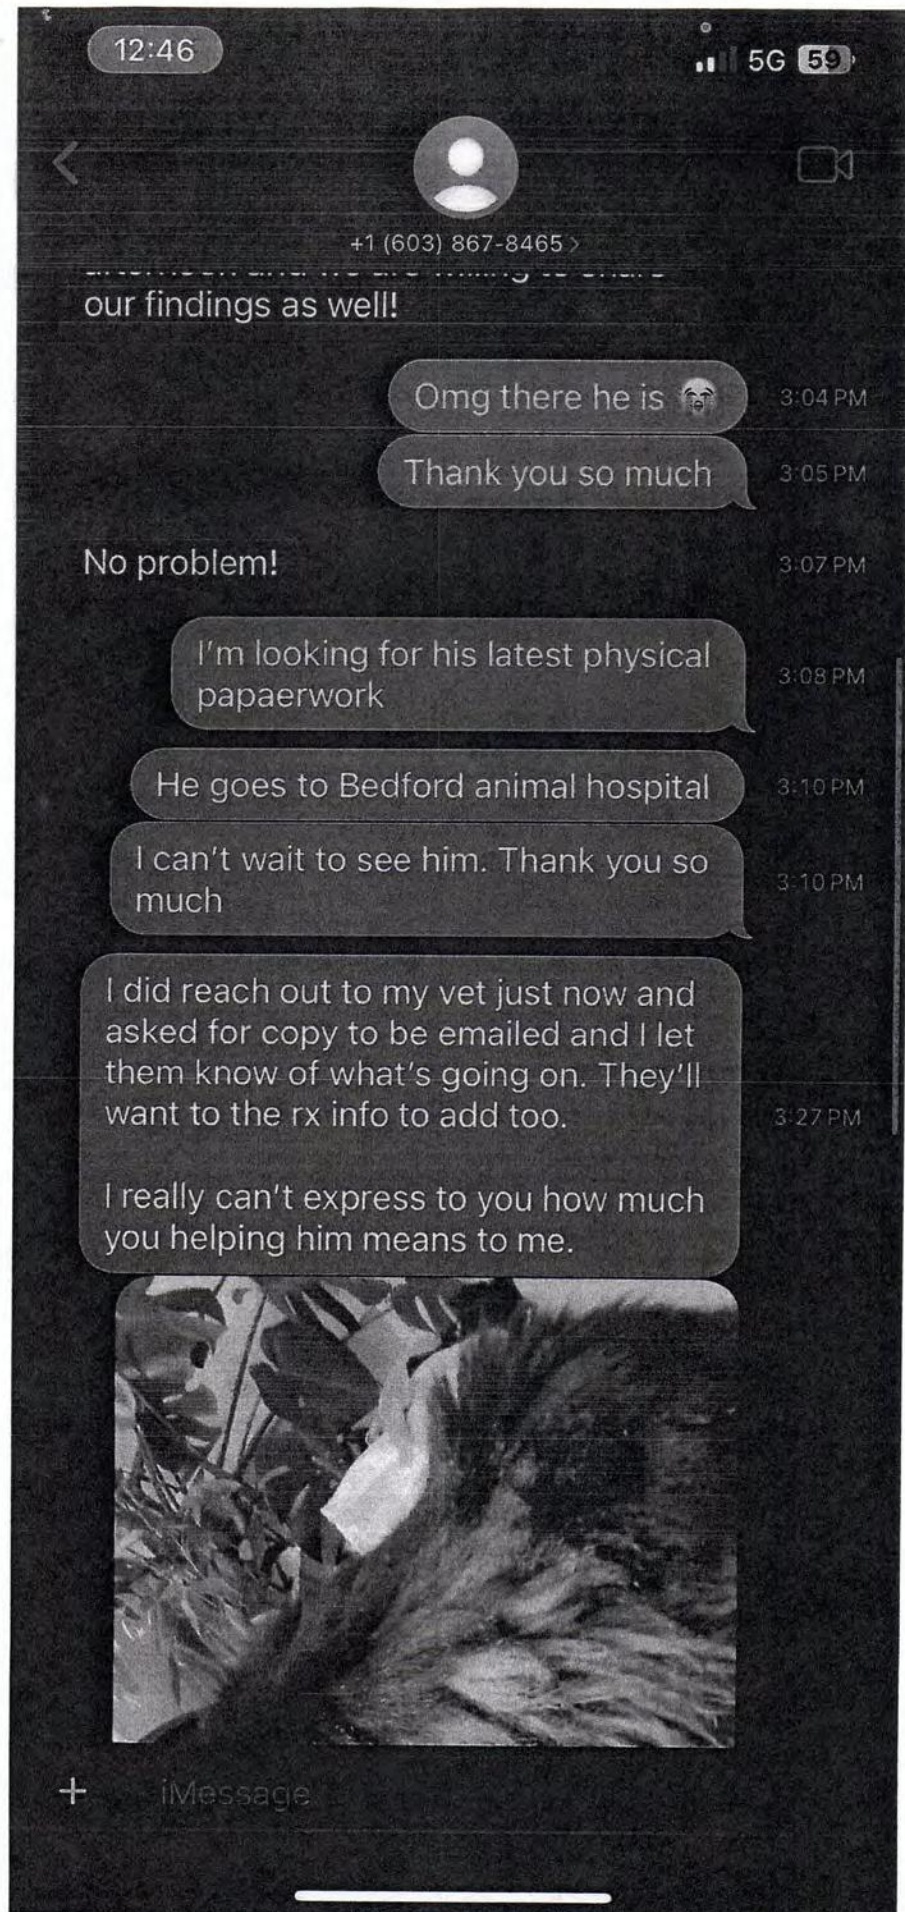 12:46
5G 59
+1 (603) 867-8465 >
our findings as well!
Omg there he is 😭
3:04 PM
Thank you so much
3:05 PM
No problem!
3:07 PM
I'm looking for his latest physical
papaerwork
3:08 PM
He goes to Bedford animal hospital
3:10 PM
I can't wait to see him. Thank you so
much
3:10 PM
I did reach out to my vet just now and
asked for copy to be emailed and I let
them know of what's going on. They'll
want to the rx info to add too.
3:27 PM
I really can't express to you how much
you helping him means to me.
+ iMessage